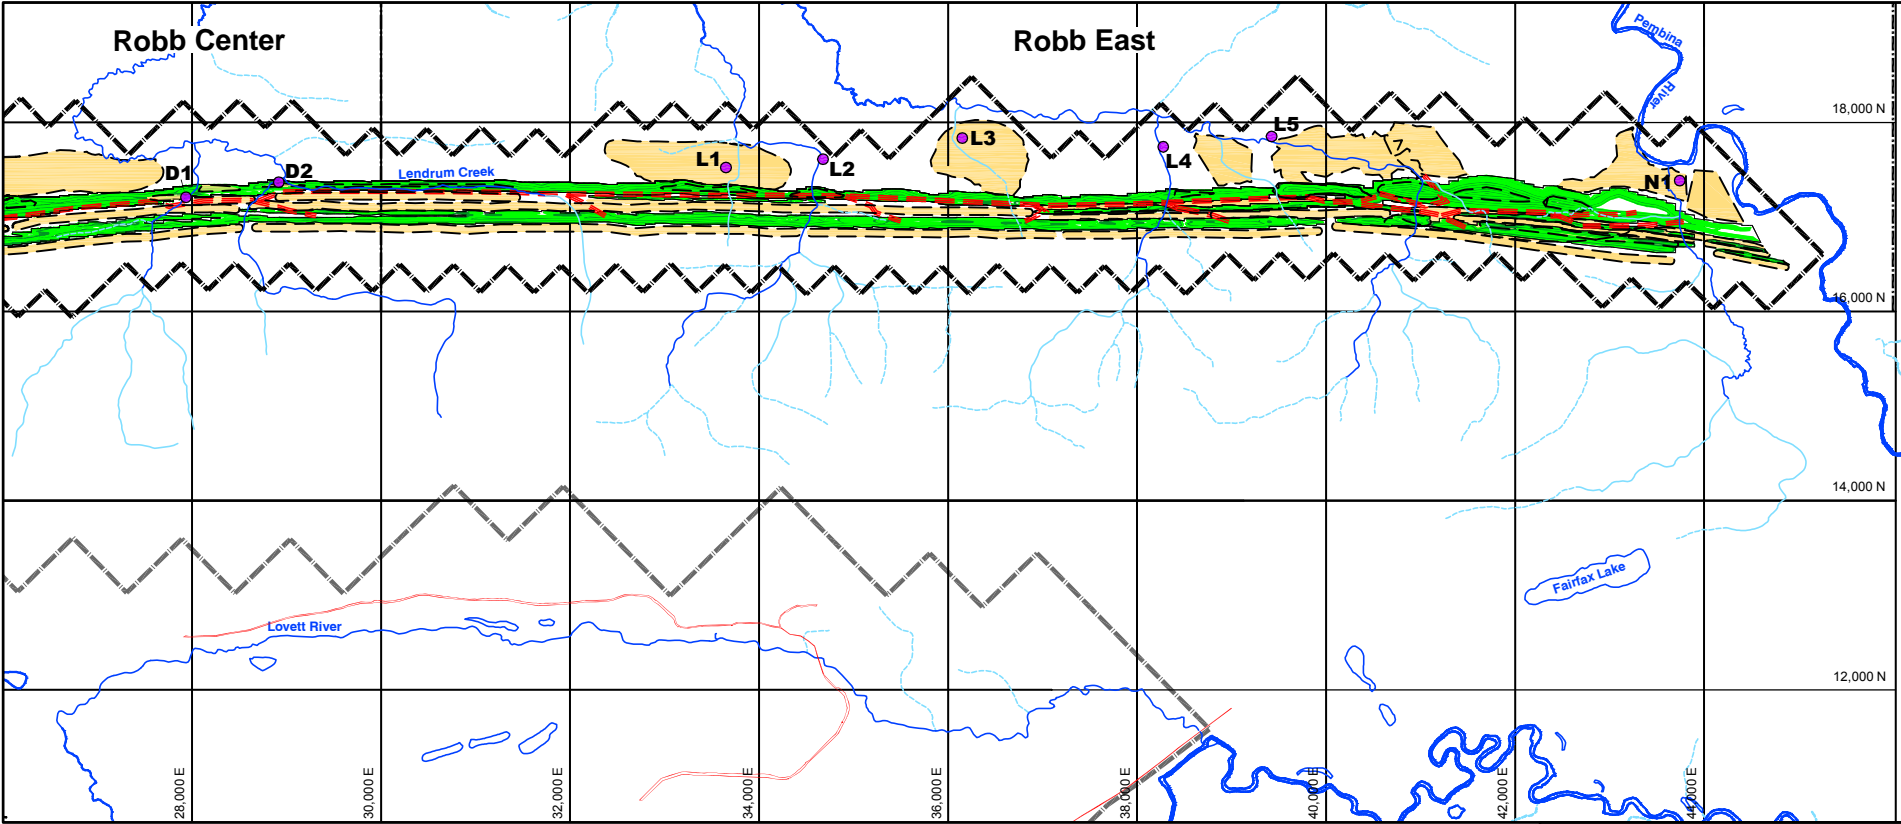 Robb Center
Robb East
Pembina
River
18,000 N
L5
L3
L1
L2
L4
D1
D2
Lendrum Creek
N1
16,000 N
14,000 N
Fairfax Lake
Lovett River
12,000 N
28,000 E
30,000 E
32,000 E
34,000 E
36,000 E
38,000 E
40,000 E
42,000 E
44,000 E